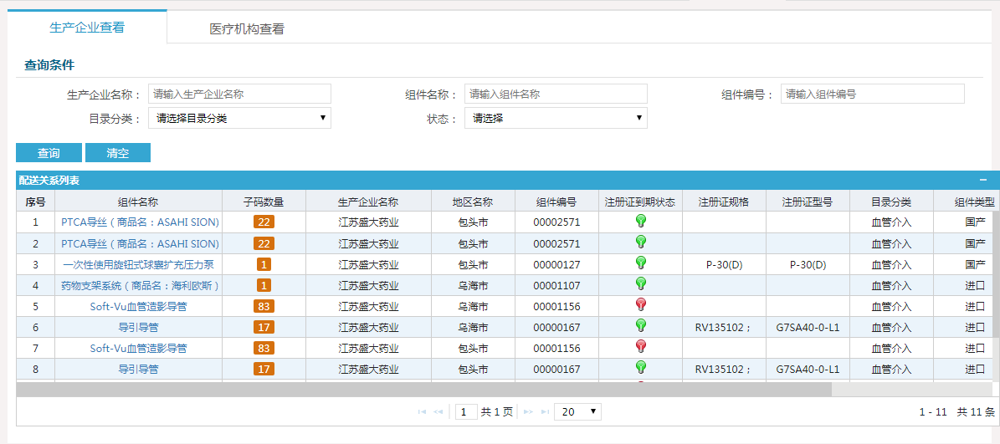 生产企业查看 医疗机构查看
查询条件
生产企业名称： 请输入生产企业名称 组件名称： 请输入组件名称 组件编号： 请输入组件编号
目录分类： 请选择目录分类 状态： 请选择
查询 清空
配送关系列表
序号 组件名称 子码数量 生产企业名称 地区名称 组件编号 注册证到期状态 注册证规格 注册证型号 目录分类 组件类型
1 PTCA导丝（商品名：ASAHI SION) 22 江苏盛大药业 包头市 00002571 血管介入 国产
2 PTCA导丝（商品名：ASAHI SION) 22 江苏盛大药业 包头市 00002571 血管介入 国产
3 一次性使用旋钮式球囊扩充压力泵 1 江苏盛大药业 包头市 00000127 P-30(D) P-30(D) 血管介入 国产
4 药物支架系统（商品名：海利欧斯） 1 江苏盛大药业 乌海市 00001107 血管介入 进口
5 Soft-Vu血管造影导管 83 江苏盛大药业 乌海市 00001156 血管介入 进口
6 导引导管 17 江苏盛大药业 乌海市 00000167 RV135102； G7SA40-0-L1 血管介入 进口
7 Soft-Vu血管造影导管 83 江苏盛大药业 包头市 00001156 血管介入 进口
8 导引导管 17 江苏盛大药业 包头市 00000167 RV135102； G7SA40-0-L1 血管介入 进口
1 共 1 页 20 1 - 11 共 11 条